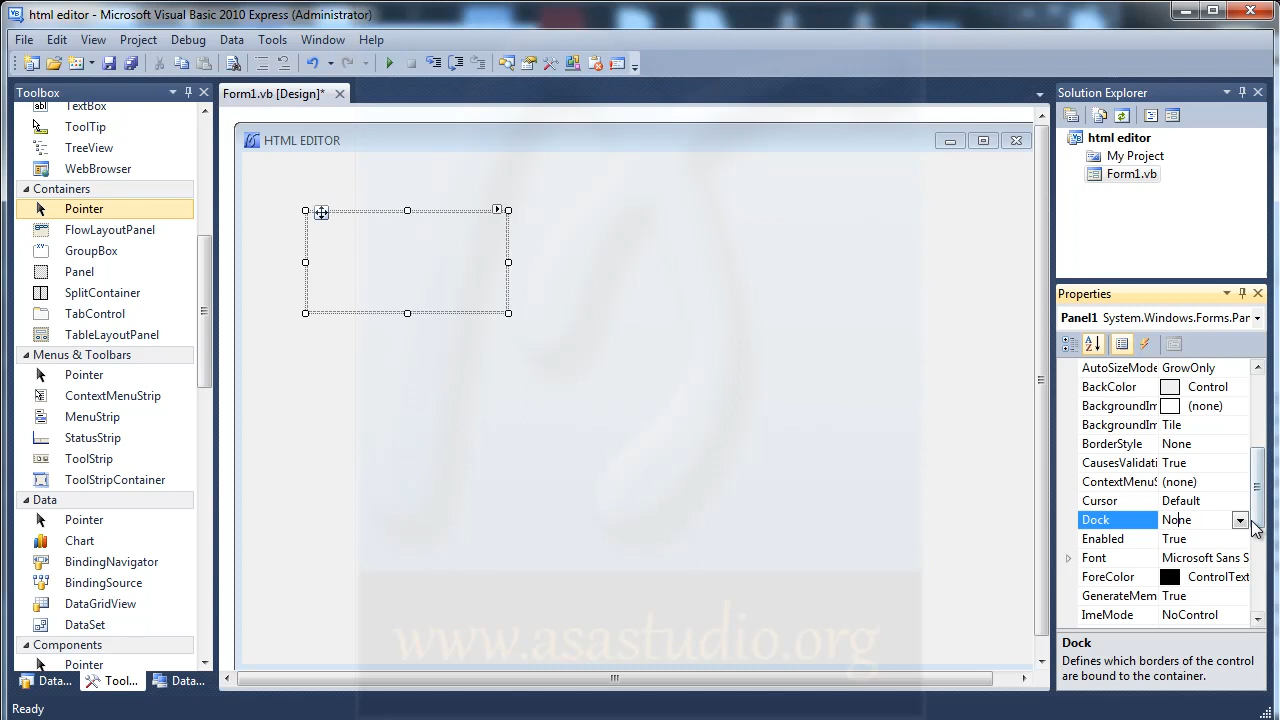 html editor - Microsoft Visual Basic 2010 Express (Administrator)
File Edit View Project Debug Data Tools Window Help
Toolbox
TextBox
ToolTip
TreeView
WebBrowser
Containers
Pointer
FlowLayoutPanel
GroupBox
Panel
SplitContainer
TabControl
TableLayoutPanel
Menus & Toolbars
Pointer
ContextMenuStrip
MenuStrip
StatusStrip
ToolStrip
ToolStripContainer
Data
Pointer
Chart
BindingNavigator
BindingSource
DataGridView
DataSet
Components
Pointer
Data... Tool... Data...
Form1.vb [Design]*
HTML EDITOR
www.asastudio.org
Solution Explorer
html editor
My Project
Form1.vb
Properties
Panel1 System.Windows.Forms.Par
AutoSizeMode GrowOnly
BackColor Control
BackgroundIm (none)
BackgroundIm Tile
BorderStyle None
CausesValidati True
ContextMenuS (none)
Cursor Default
Dock None
Enabled True
Font Microsoft Sans S
ForeColor ControlText
GenerateMem True
ImeMode NoControl
Dock
Defines which borders of the control
are bound to the container.
Ready